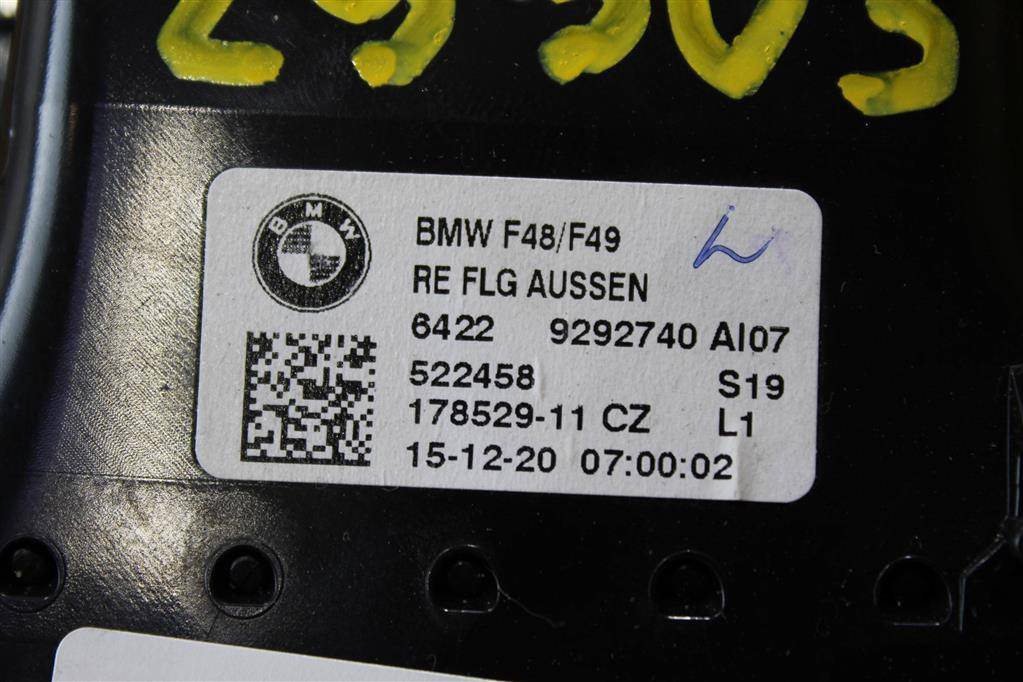 BMW
BMW F48/F49
RE FLG AUSSEN
6422 9292740 AI07
522458 S19
178529-11 CZ L1
15-12-20 07:00:02